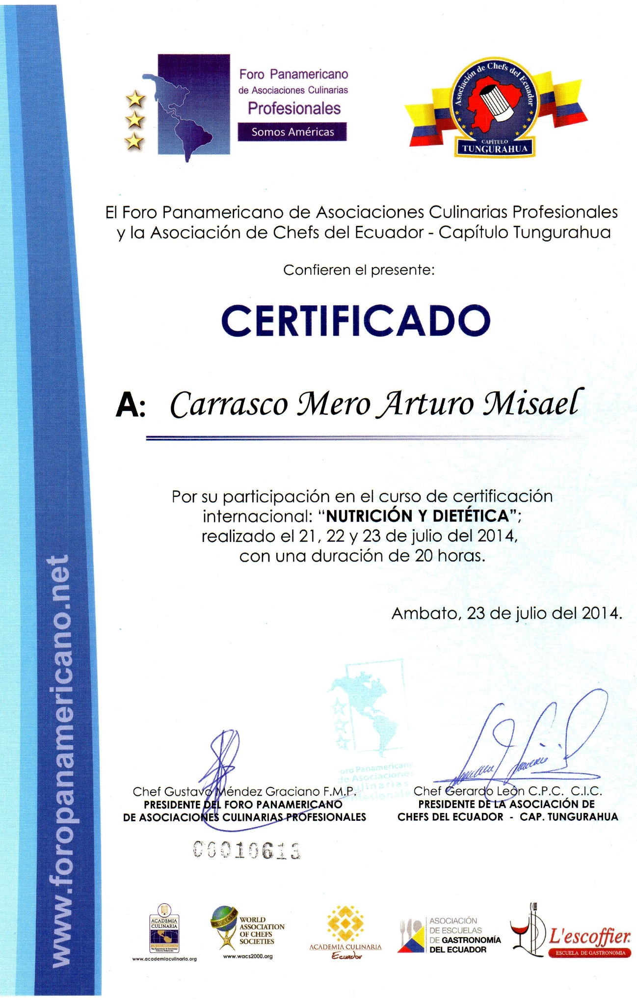 Foro Panamericano
de Asociaciones Culinarias
Profesionales
Somos Américas
Asociación de Chefs del Ecuador
CAPÍTULO
TUNGURAHUA
El Foro Panamericano de Asociaciones Culinarias Profesionales
y la Asociación de Chefs del Ecuador - Capítulo Tungurahua
Confieren el presente:
CERTIFICADO
A: Carrasco Mero Arturo Misael
Por su participación en el curso de certificación
internacional: “NUTRICIÓN Y DIETÉTICA”;
realizado el 21, 22 y 23 de julio del 2014,
con una duración de 20 horas.
Ambato, 23 de julio del 2014.
www.foropanamericano.net
oro Panamericano
de Asociaciones
Culinarias
Chef Gustavo Méndez Graciano F.M.P.
PRESIDENTE DEL FORO PANAMERICANO
DE ASOCIACIONES CULINARIAS PROFESIONALES
Chef Gerardo León C.P.C. C.I.C.
PRESIDENTE DE LA ASOCIACIÓN DE
CHEFS DEL ECUADOR - CAP. TUNGURAHUA
00010613
ACADEMIA
CULINARIA
www.academiaculinaria.org
WACS
WORLD
ASSOCIATION
OF CHEFS
SOCIETIES
www.wacs2000.org
ACADEMIA CULINARIA
Ecuador
ASOCIACIÓN
DE ESCUELAS
DE GASTRONOMÍA
DEL ECUADOR
L'escoffier
ESCUELA DE GASTRONOMIA